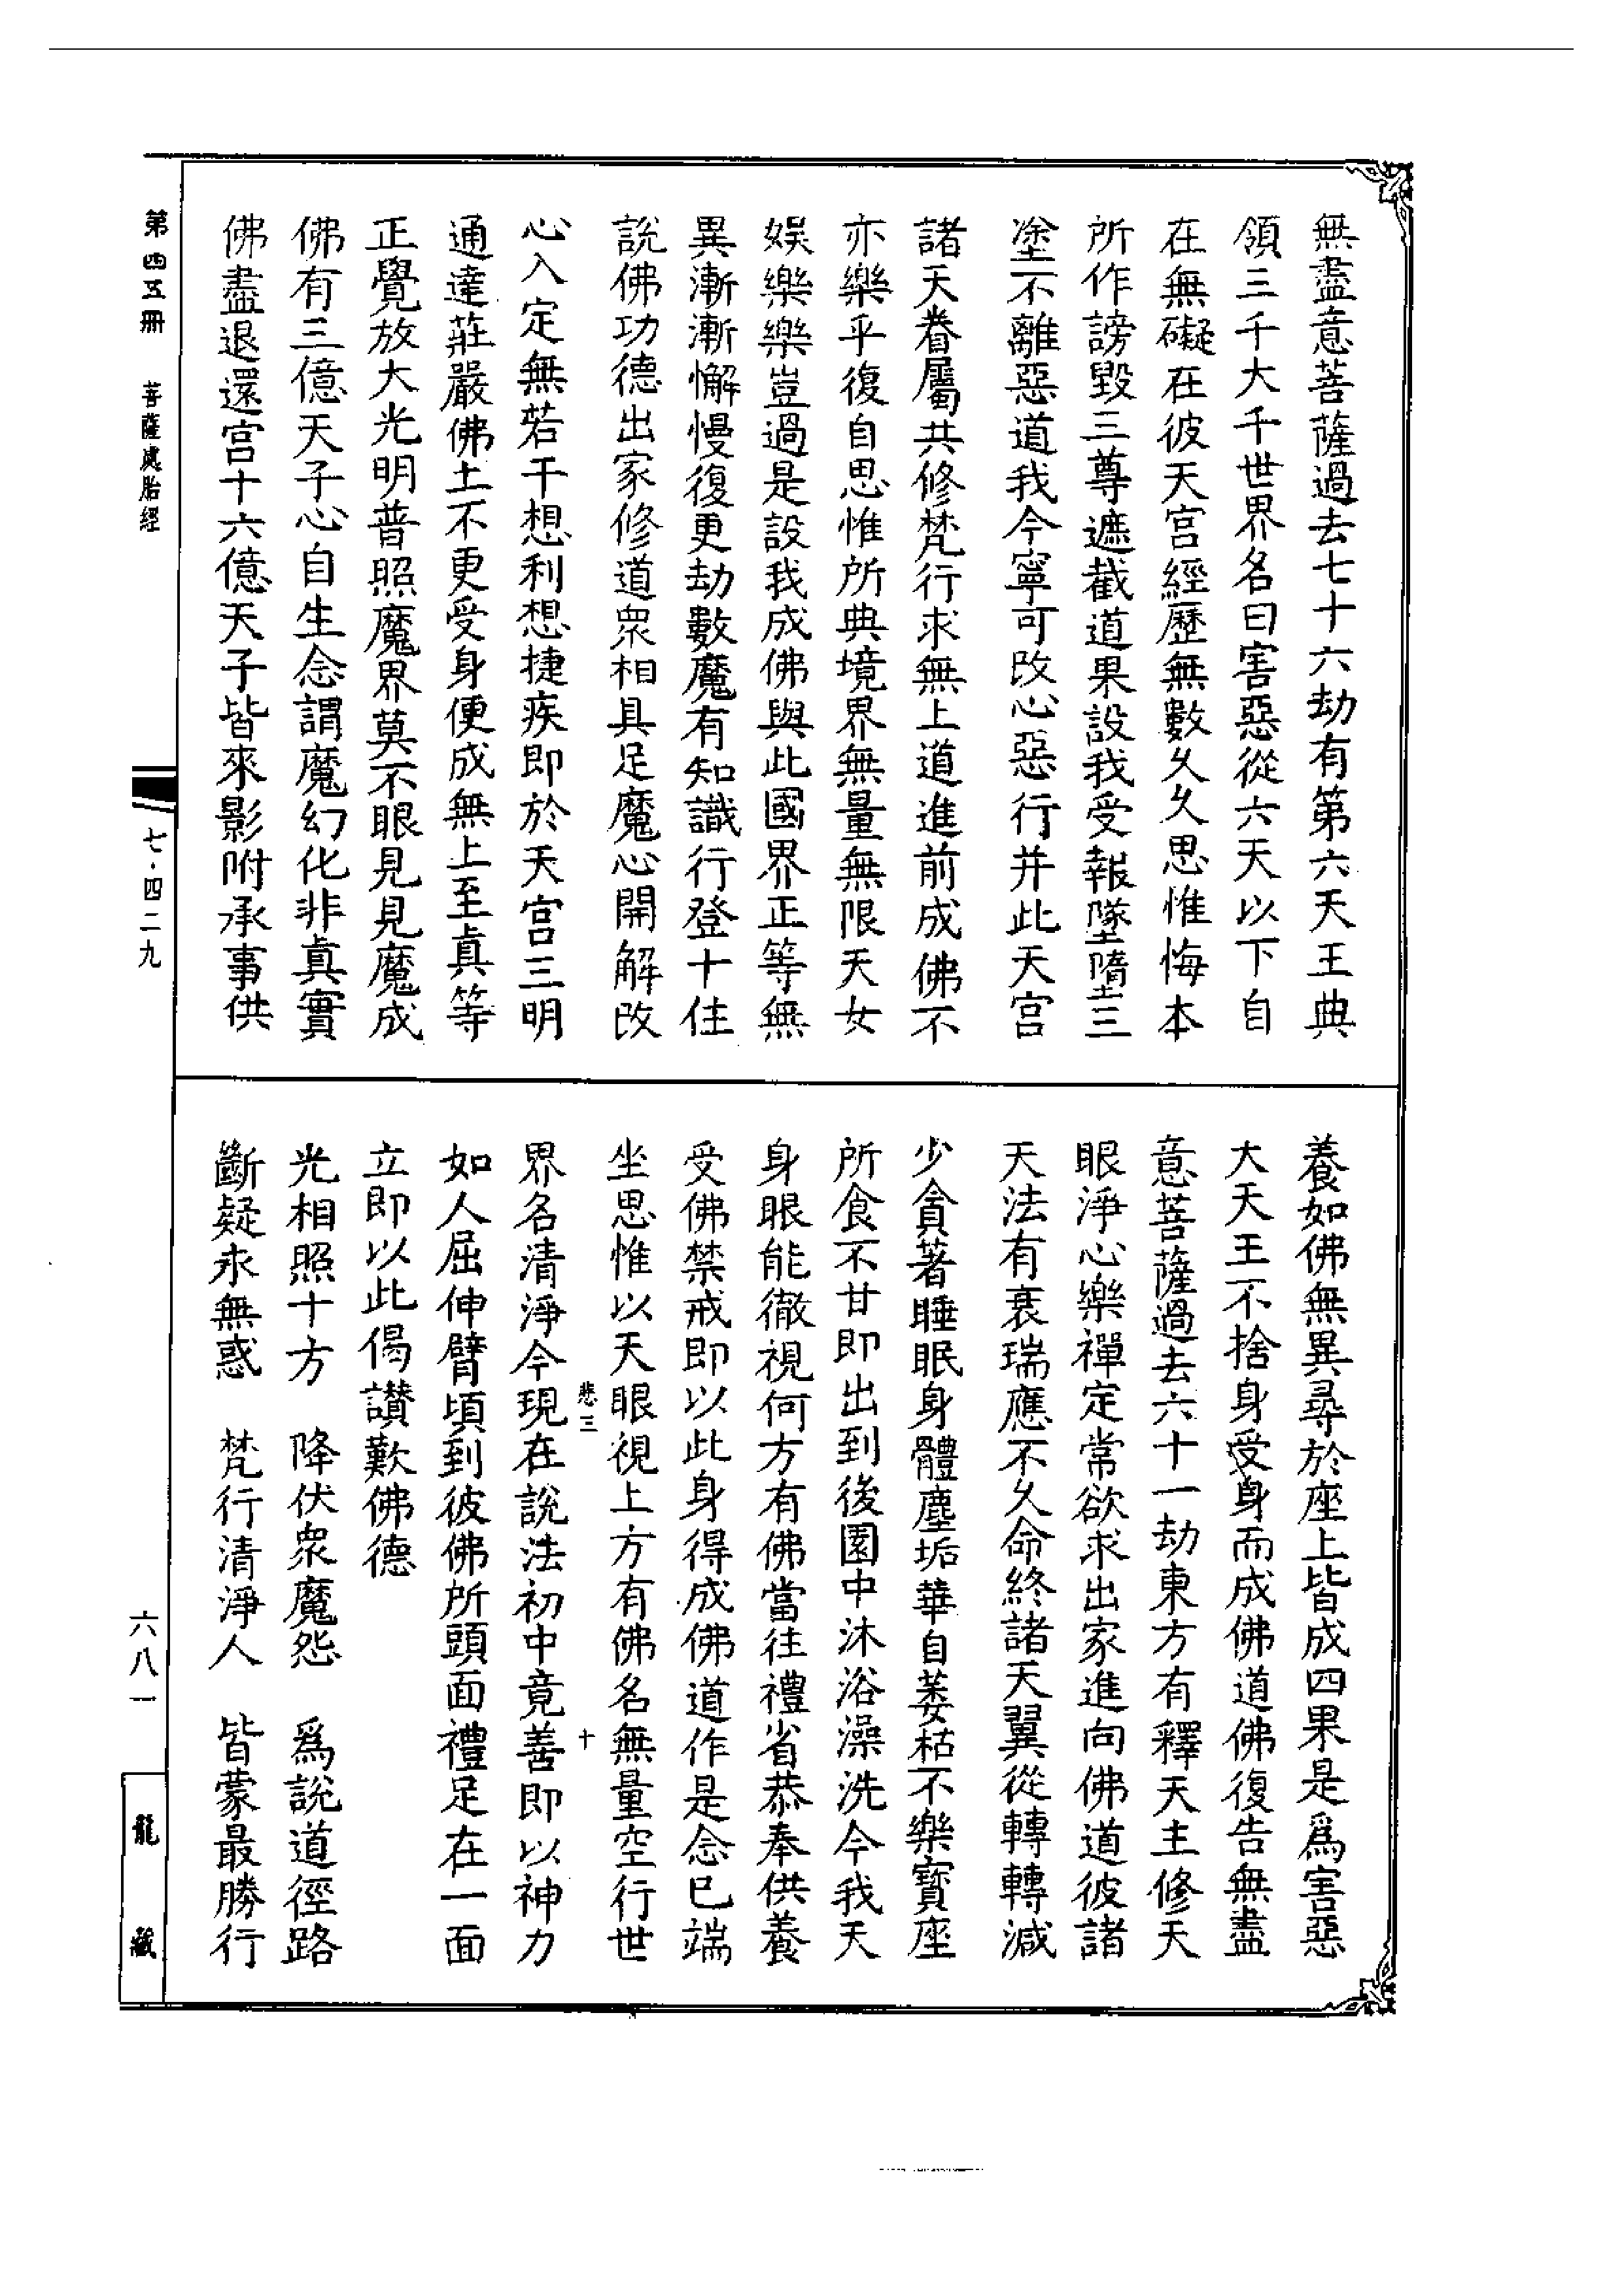 無盡意菩薩過去七十六劫有第六天王典
領三千大千世界名曰害惡從六天以下自
在無礙在彼天宮經歷無數久久思惟悔本
所作謗毀三尊遮截道果設我受報墜墮三
塗不離惡道我今寧可改心惡行并此天宮
諸天眷屬共修梵行求無上道進前成佛不
亦樂乎復自思惟所典境界無量無限天女
娛樂樂豈過是設我成佛與此國界正等無
異漸漸懈慢復更劫數魔有知識行登十住
說佛功德出家修道眾相具足魔心開解改
心入定無若干想利想捷疾即於天宮三明
通達莊嚴佛土不更受身便成無上至真等
正覺放大光明普照魔界莫不眼見見魔成
佛有三億天子心自生念謂魔幻化非真實
佛盡退還宮十六億天子皆來影附承事供
養如佛無異尋於座上皆成四果是為害惡
大天王不捨身受身而成佛道佛復告無盡
意菩薩過去六十一劫東方有釋天主修天
眼淨心樂禪定常欲求出家進向佛道彼諸
天法有衰瑞應不久命終諸天翼從轉轉減
少貪著睡眠身體塵垢華自萎枯不樂寶座
所食不甘即出到後園中沐浴澡洗今我天
身眼能徹視何方有佛當往禮省恭奉供養
受佛禁戒即以此身得成佛道作是念已端
坐思惟以天眼視上方有佛名無量空行世
悲三 十
界名清淨今現在說法初中竟善即以神力
如人屈伸臂頃到彼佛所頭面禮足在一面
立即以此偈讚歎佛德
光相照十方 降伏眾魔怨 為說道徑路
斷疑永無惑 梵行清淨人 皆蒙最勝行
第四五冊 菩薩處胎經 七·四二九 六八一 龍藏